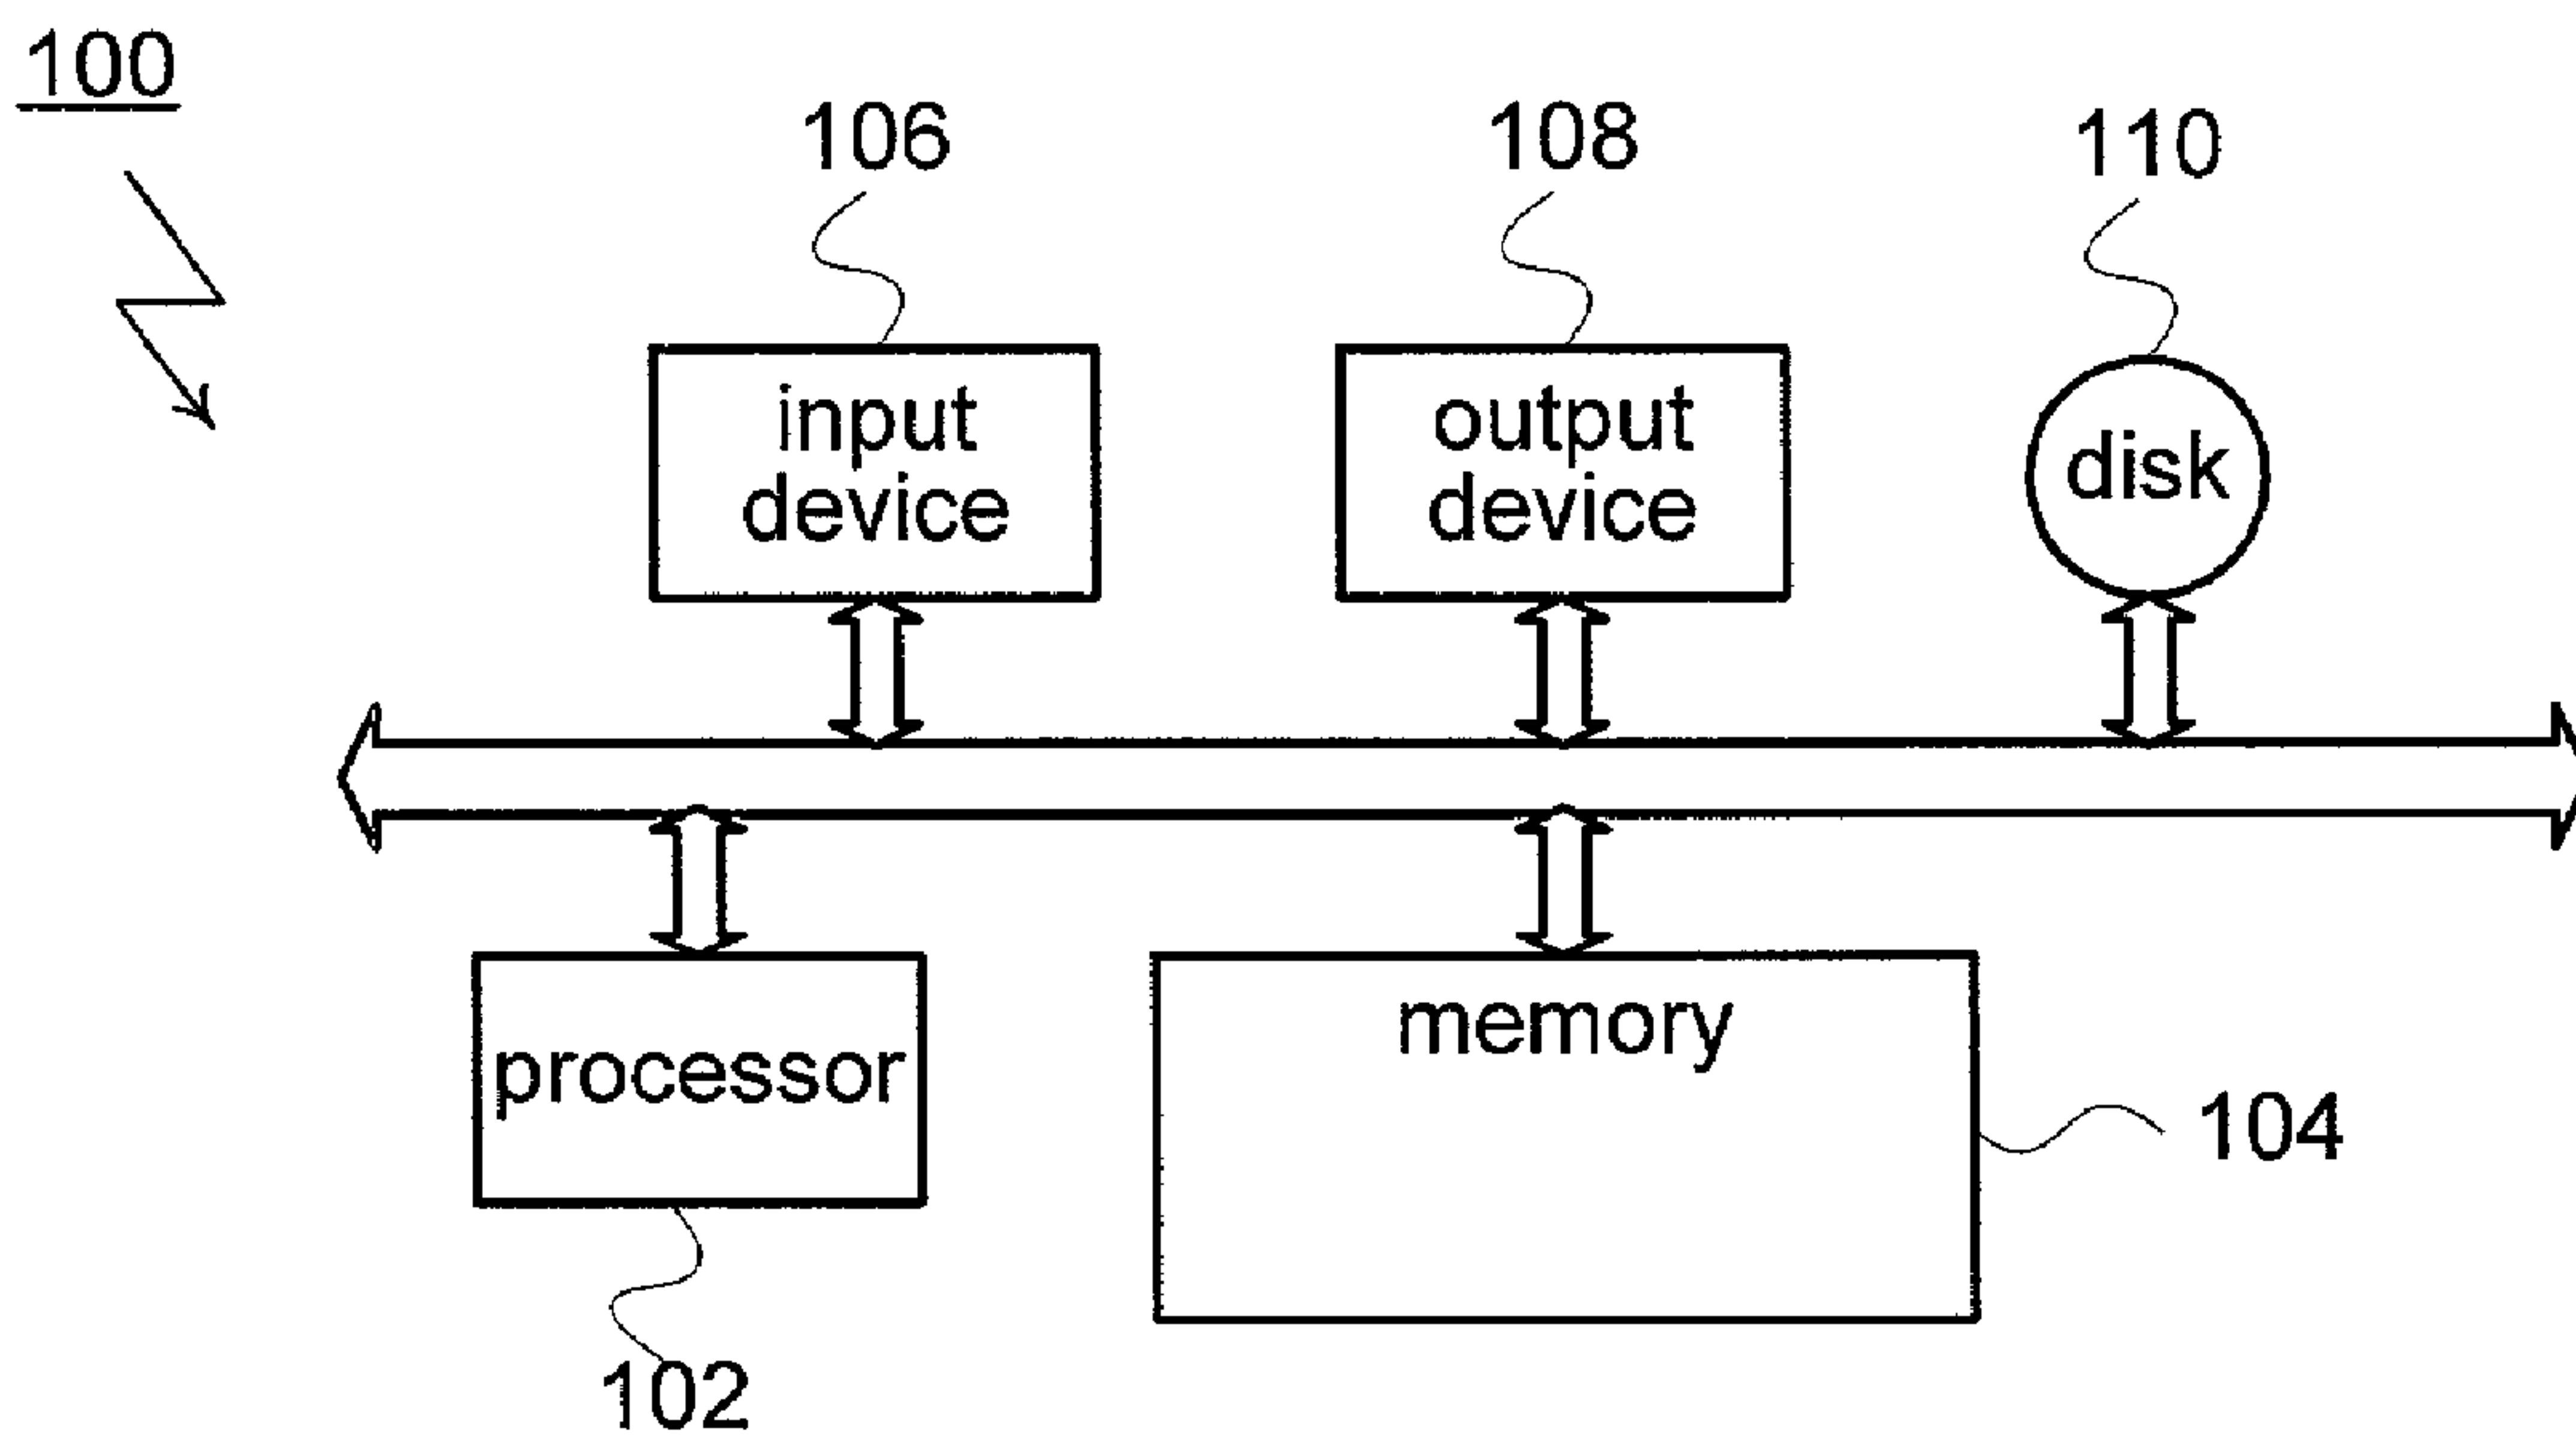 100
106
108
110
input
device
output
device
disk
processor
memory
104
102